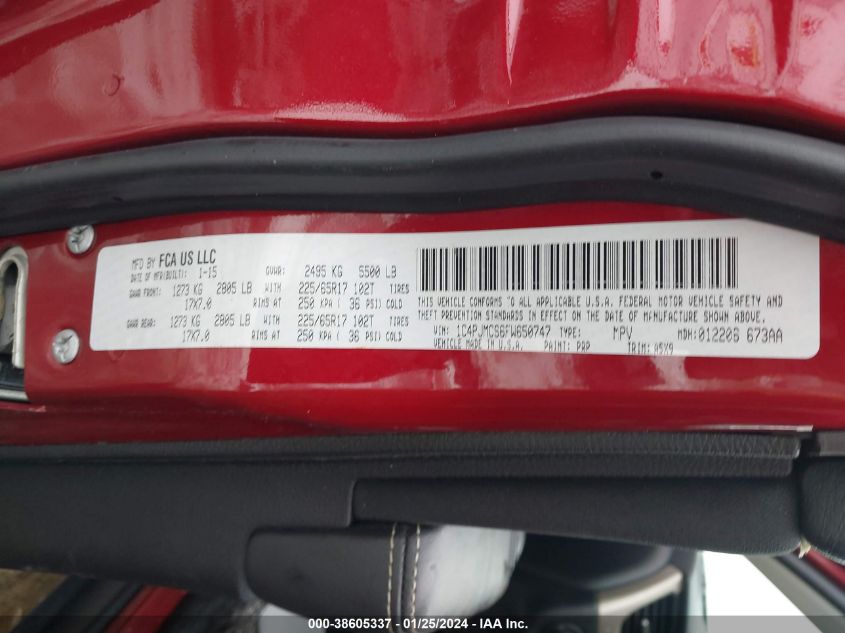 MFD BY FCA US LLC
DATE OF MFR(BUILT): 1-15 GVWR: 2495 KG 5500 LB
GAWR FRONT: 1273 KG 2805 LB WITH 225/65R17 102T TIRES
17X7.0 RIMS AT 250 KPA ( 36 PSI) COLD
GAWR REAR: 1273 KG 2805 LB WITH 225/65R17 102T TIRES
17X7.0 RIMS AT 250 KPA ( 36 PSI) COLD
THIS VEHICLE CONFORMS TO ALL APPLICABLE U.S.A. FEDERAL MOTOR VEHICLE SAFETY AND
THEFT PREVENTION STANDARDS IN EFFECT ON THE DATE OF MANUFACTURE SHOWN ABOVE.
VIN: 1C4PJMCS6FW650747 TYPE: MPV MDH: 012206 673AA
VEHICLE MADE IN U.S.A. PAINT: PRP TRIM: A5X9
000-38605337 - 01/25/2024 - IAA Inc.